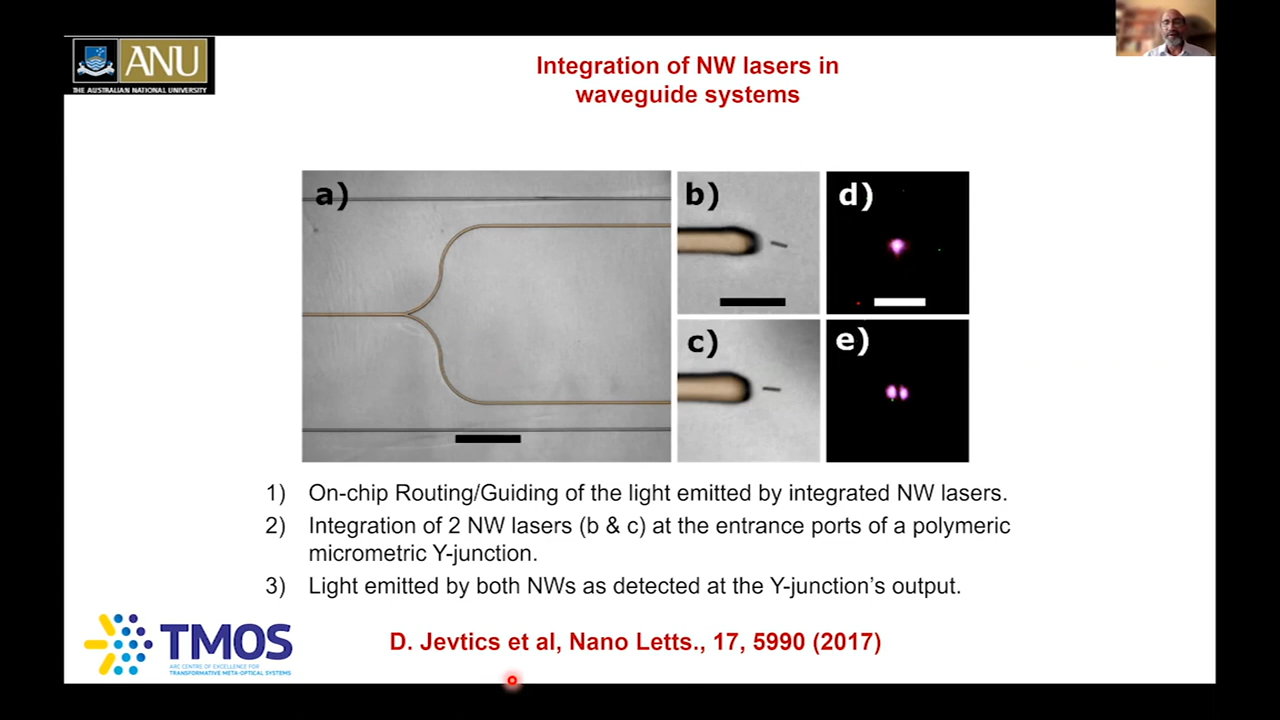 ANU
THE AUSTRALIAN NATIONAL UNIVERSITY
Integration of NW lasers in
waveguide systems
a)
b)
d)
c)
e)
1) On-chip Routing/Guiding of the light emitted by integrated NW lasers.
2) Integration of 2 NW lasers (b & c) at the entrance ports of a polymeric
micrometric Y-junction.
3) Light emitted by both NWs as detected at the Y-junction’s output.
TMOS
ARC CENTRE OF EXCELLENCE FOR
TRANSFORMATIVE META-OPTICAL SYSTEMS
D. Jevtics et al, Nano Letts., 17, 5990 (2017)